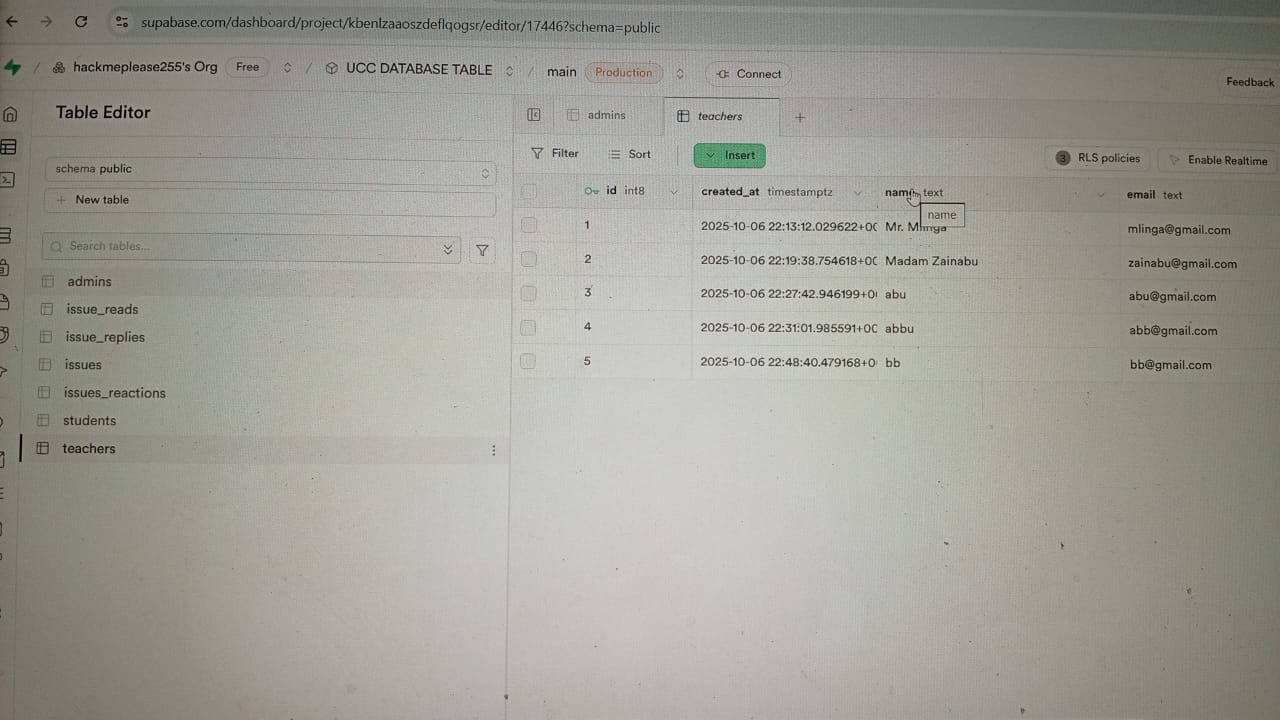 supabase.com/dashboard/project/kbenlzaaoszdeflqogsr/editor/17446?schema=public
/ hackmeplease255's Org Free / UCC DATABASE TABLE / main Production Connect
Feedback
Table Editor
admins teachers +
schema public
Filter Sort Insert 3 RLS policies Enable Realtime
+ New table
id int8 created_at timestamptz name text email text
name
Search tables...
1 2025-10-06 22:13:12.029622+00 Mr. Mlinga mlinga@gmail.com
2 2025-10-06 22:19:38.754618+00 Madam Zainabu zainabu@gmail.com
3 2025-10-06 22:27:42.946199+0 abu abu@gmail.com
4 2025-10-06 22:31:01.985591+00 abbu abb@gmail.com
5 2025-10-06 22:48:40.479168+0 bb bb@gmail.com
admins
issue_reads
issue_replies
issues
issues_reactions
students
teachers